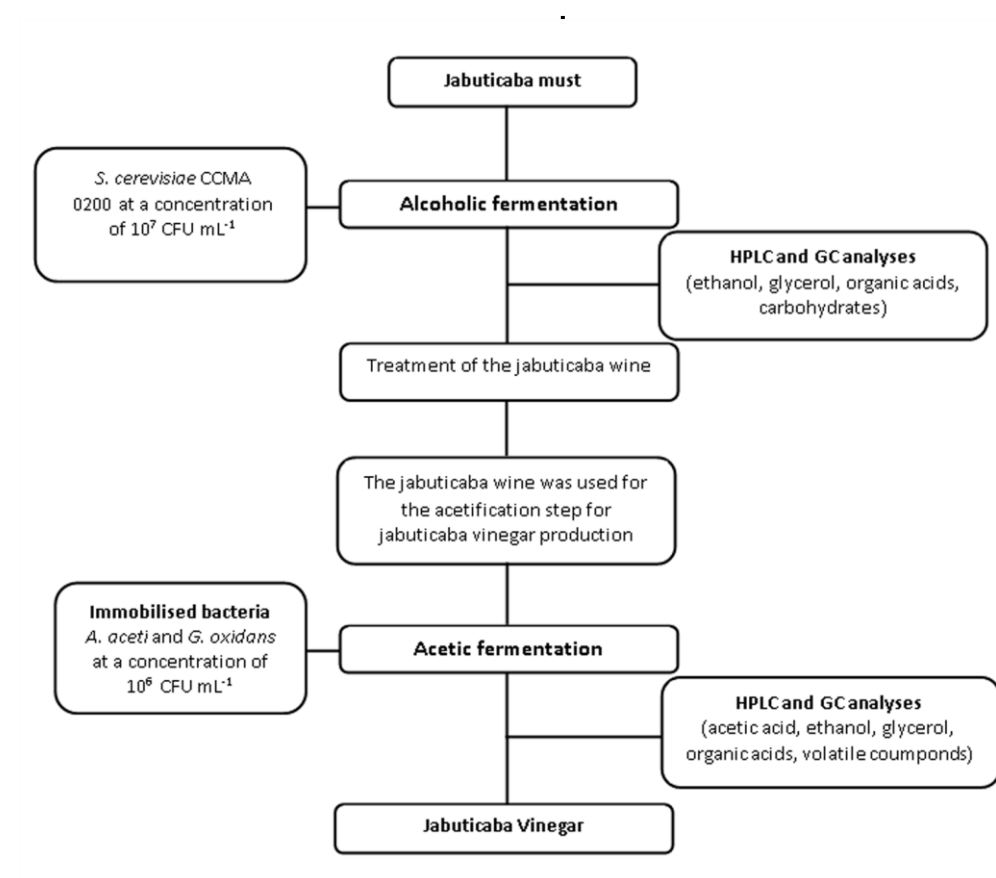 Jabuticaba must
S. cerevisiae CCMA
0200 at a concentration
of 10⁷ CFU mL⁻¹
Alcoholic fermentation
HPLC and GC analyses
(ethanol, glycerol, organic acids,
carbohydrates)
Treatment of the jabuticaba wine
The jabuticaba wine was used for
the acetification step for
jabuticaba vinegar production
Immobilised bacteria
A. aceti and G. oxidans
at a concentration of
10⁶ CFU mL⁻¹
Acetic fermentation
HPLC and GC analyses
(acetic acid, ethanol, glycerol,
organic acids, volatile coumponds)
Jabuticaba Vinegar